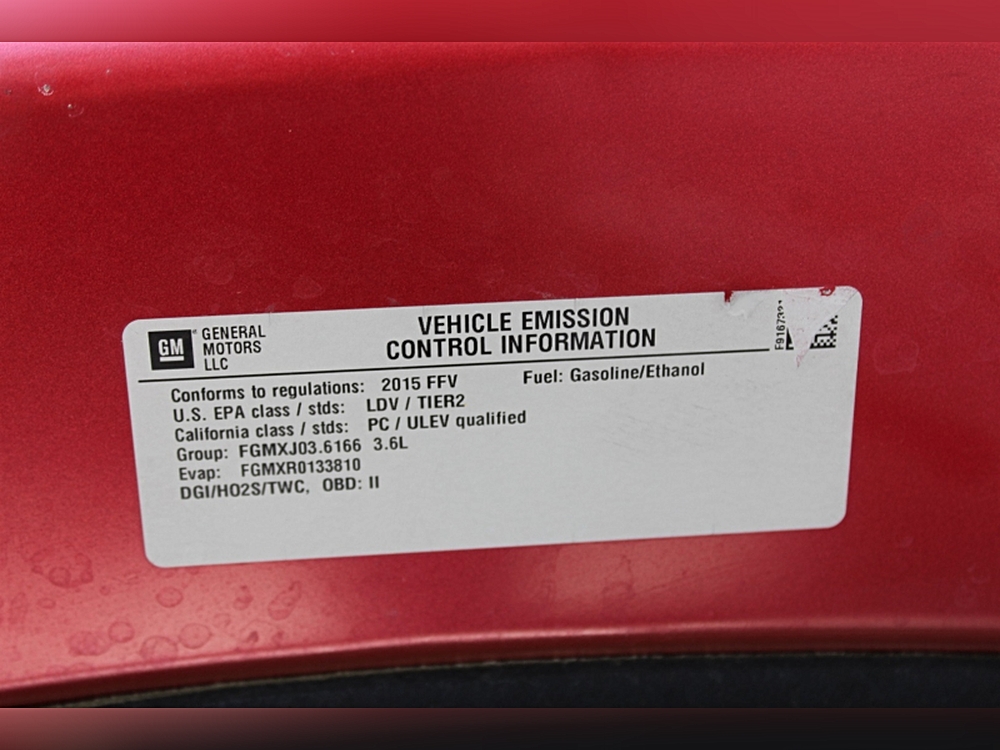 GM
GENERAL
MOTORS
LLC
VEHICLE EMISSION
CONTROL INFORMATION
Conforms to regulations: 2015 FFV Fuel: Gasoline/Ethanol
U.S. EPA class / stds: LDV / TIER2
California class / stds: PC / ULEV qualified
Group: FGMXJ03.6166 3.6L
Evap: FGMXR0133810
DGI/HO2S/TWC, OBD: II